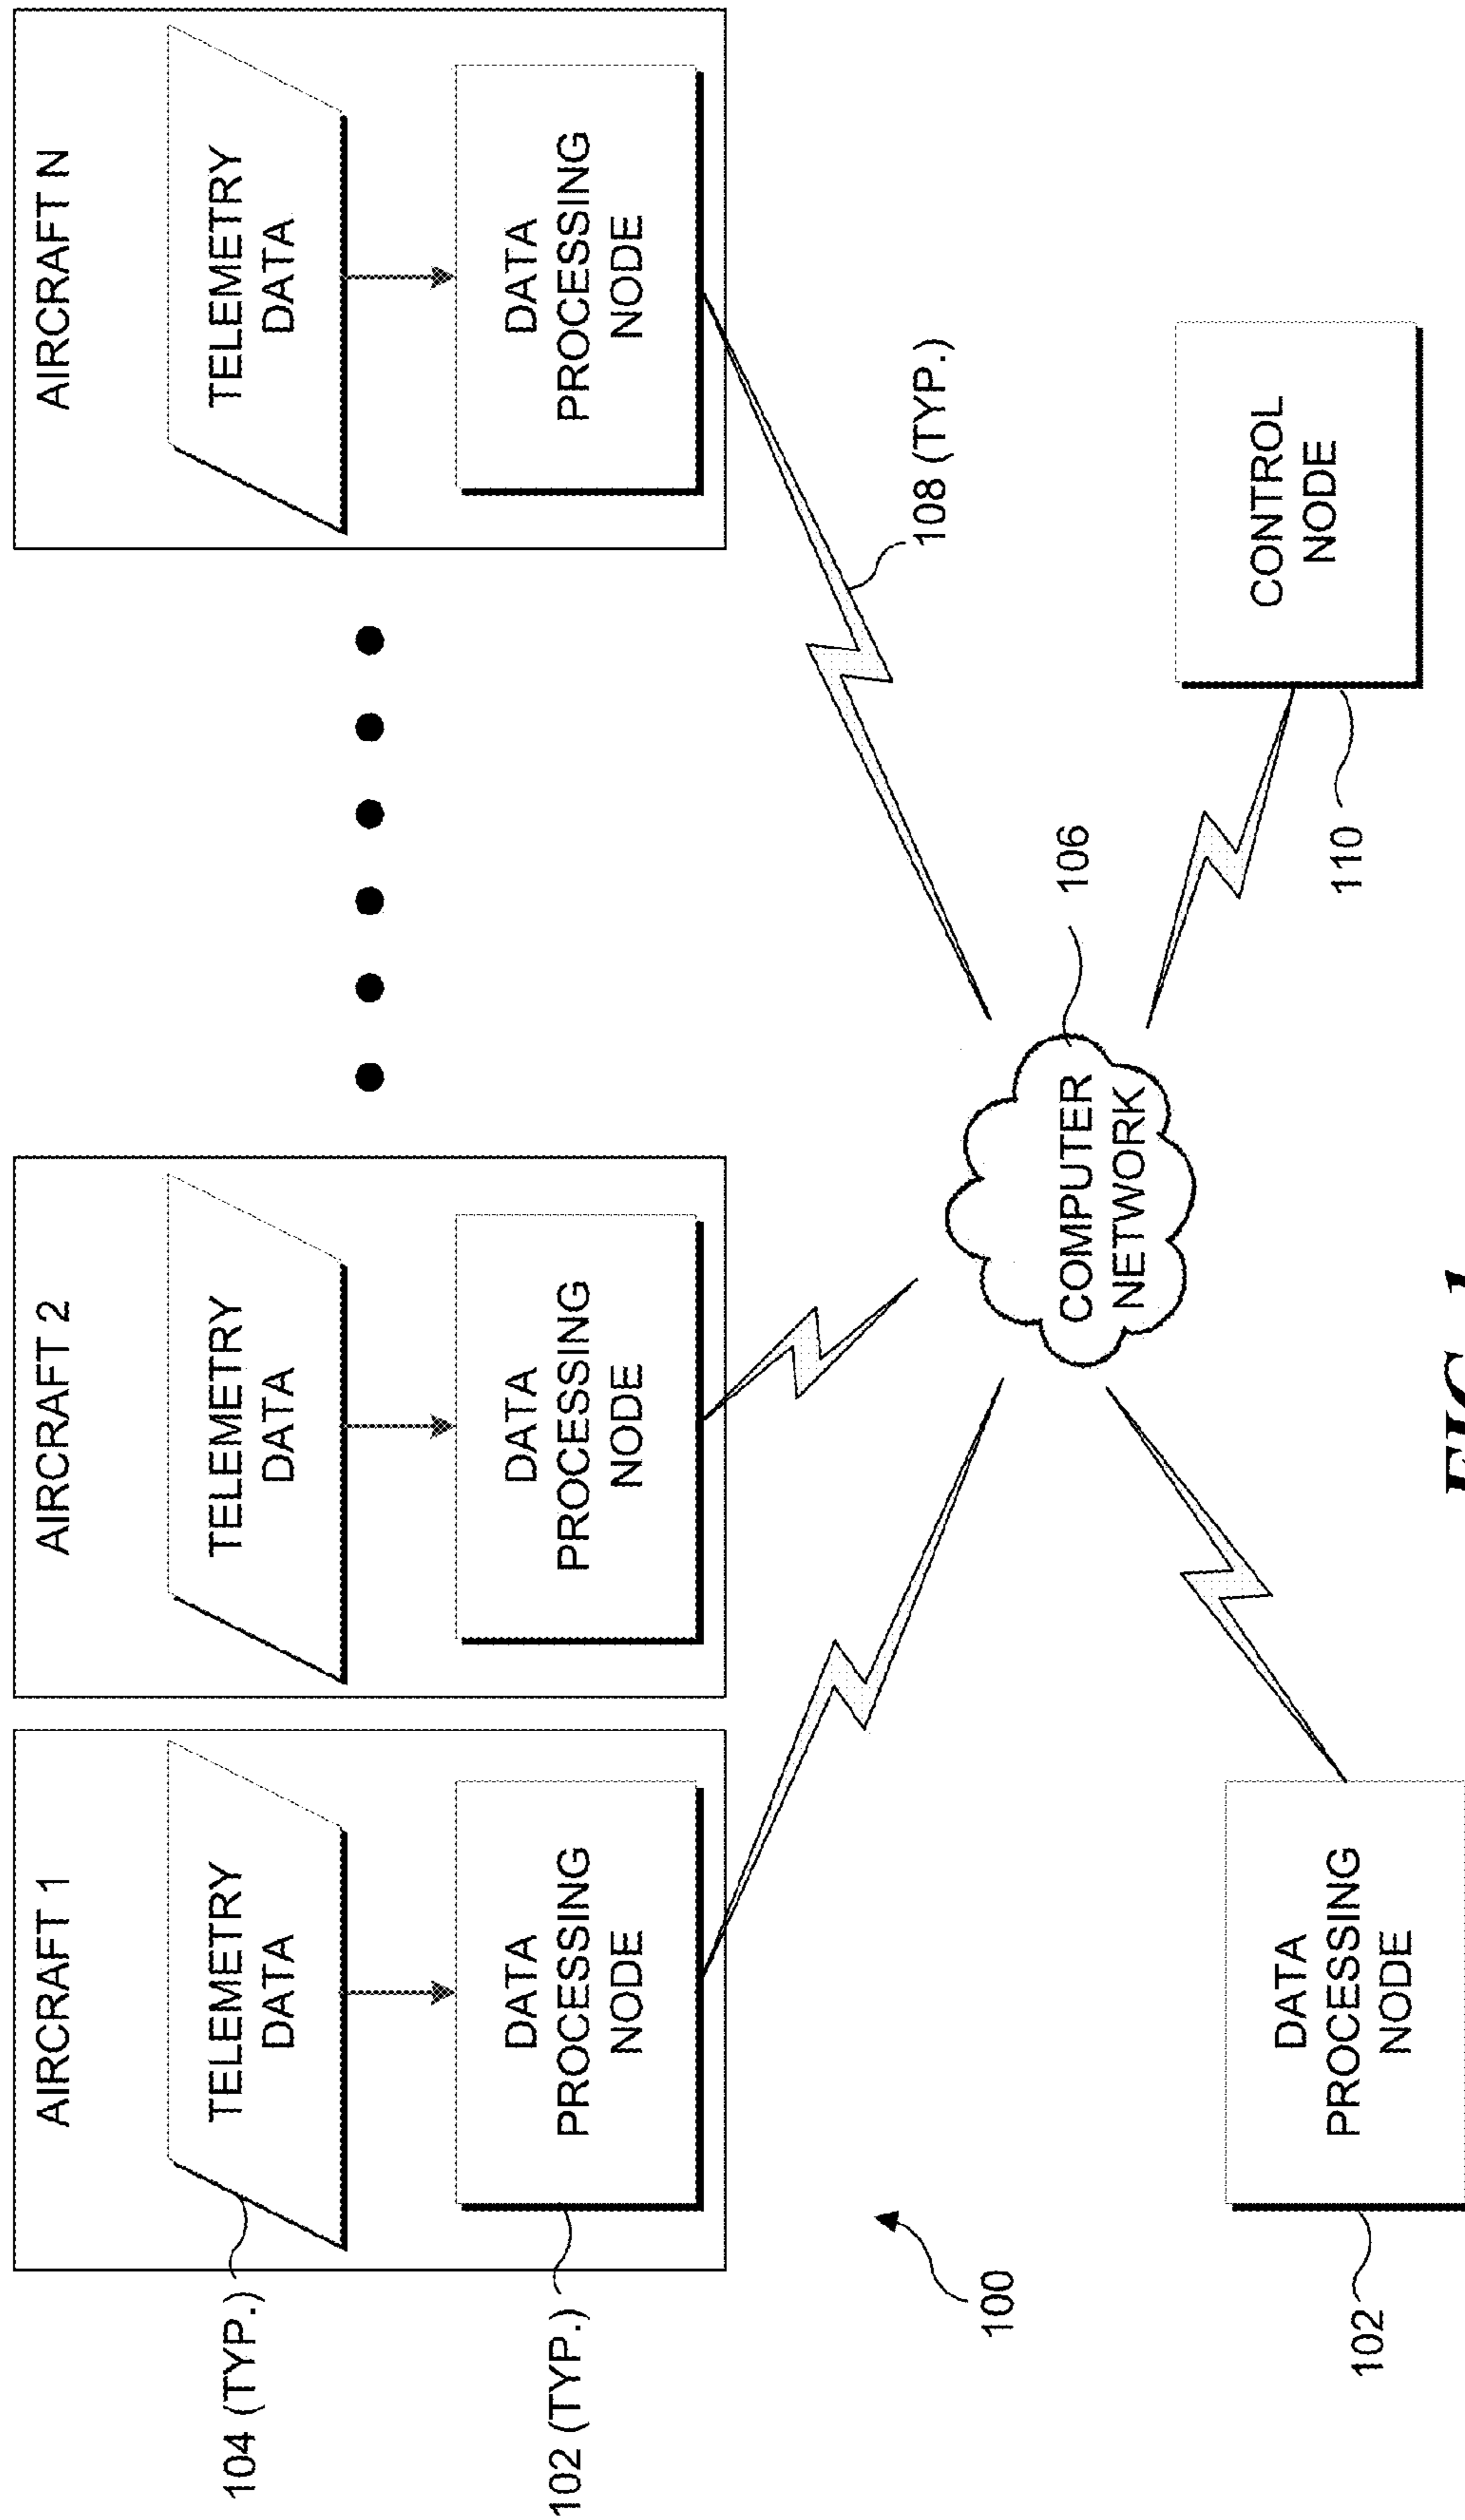 AIRCRAFT 1
TELEMETRY
DATA
104 (TYP.)
DATA
PROCESSING
NODE
102 (TYP.)
AIRCRAFT 2
TELEMETRY
DATA
DATA
PROCESSING
NODE
AIRCRAFT N
TELEMETRY
DATA
DATA
PROCESSING
NODE
108 (TYP.)
100
COMPUTER
NETWORK
106
DATA
PROCESSING
NODE
102
CONTROL
NODE
110